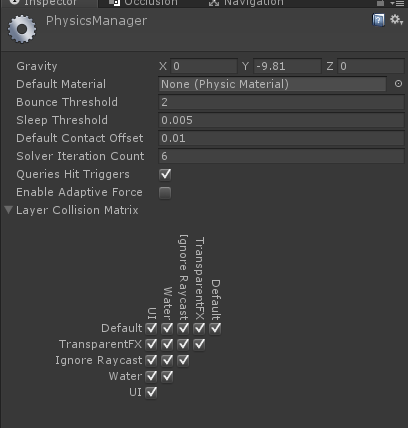 Inspector Occlusion Navigation
PhysicsManager
Gravity X 0 Y -9.81 Z 0
Default Material None (Physic Material)
Bounce Threshold 2
Sleep Threshold 0.005
Default Contact Offset 0.01
Solver Iteration Count 6
Queries Hit Triggers
Enable Adaptive Force
Layer Collision Matrix
UI Water Ignore Raycast TransparentFX Default
Default
TransparentFX
Ignore Raycast
Water
UI